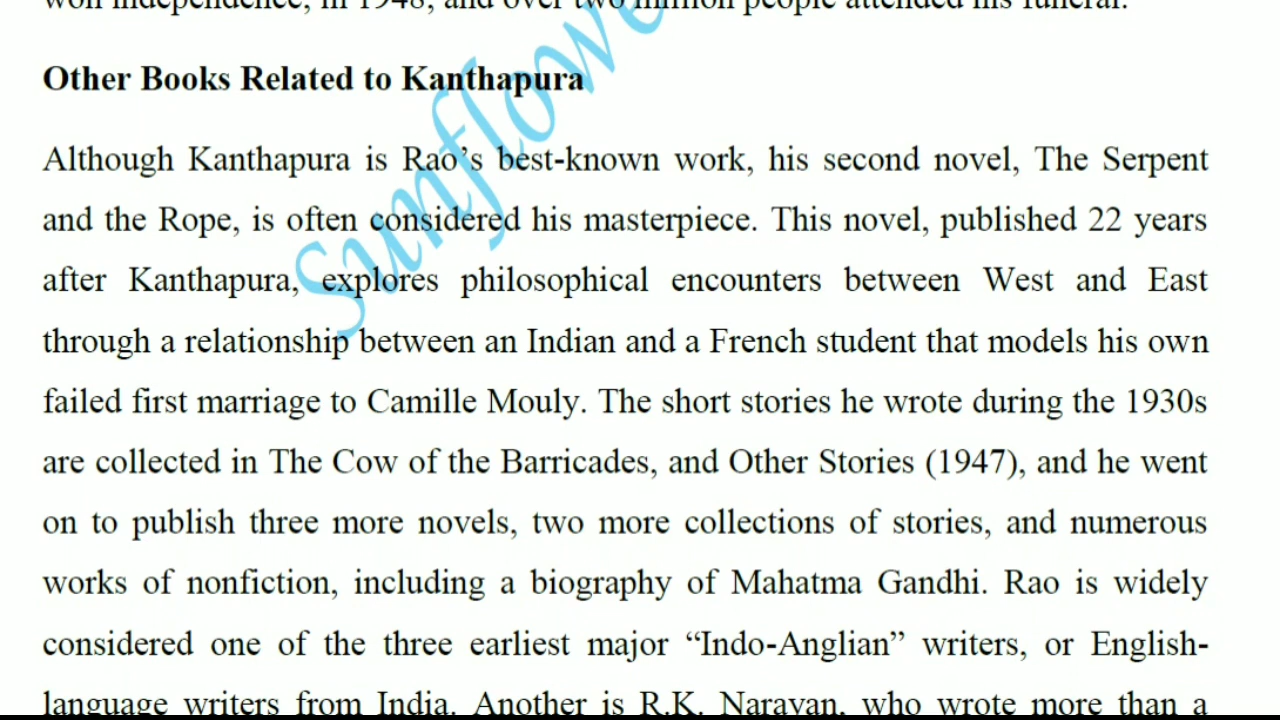 won independence, in 1948, and over two million people attended his funeral.
Other Books Related to Kanthapura
Although Kanthapura is Rao’s best-known work, his second novel, The Serpent
and the Rope, is often considered his masterpiece. This novel, published 22 years
after Kanthapura, explores philosophical encounters between West and East
through a relationship between an Indian and a French student that models his own
failed first marriage to Camille Mouly. The short stories he wrote during the 1930s
are collected in The Cow of the Barricades, and Other Stories (1947), and he went
on to publish three more novels, two more collections of stories, and numerous
works of nonfiction, including a biography of Mahatma Gandhi. Rao is widely
considered one of the three earliest major “Indo-Anglian” writers, or English-
language writers from India. Another is R.K. Narayan, who wrote more than a
Sunflowe